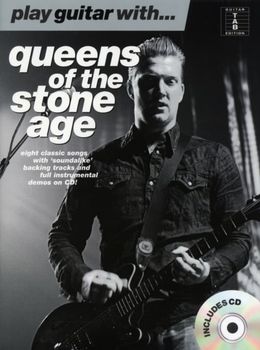 play guitar with...
GUITAR
TAB
EDITION
queens
of the
stone
age
eight classic songs
with 'soundalike'
backing tracks and
full instrumental
demos on CD!
INCLUDES CD